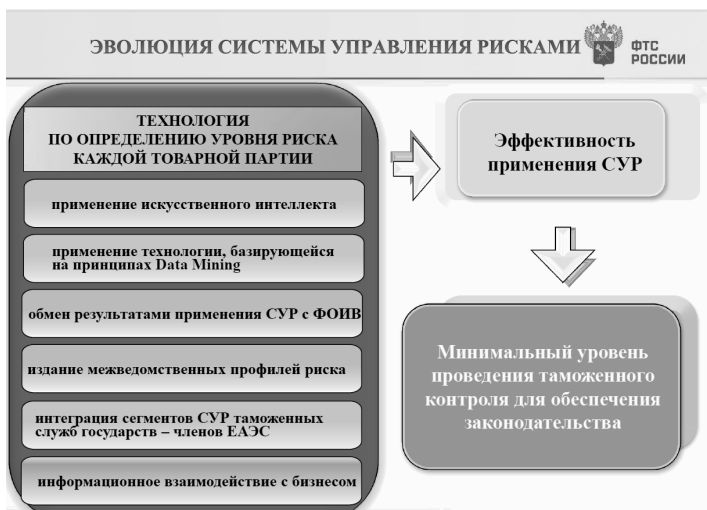 ЭВОЛЮЦИЯ СИСТЕМЫ УПРАВЛЕНИЯ РИСКАМИ
ФТС
РОССИИ
ТЕХНОЛОГИЯ
ПО ОПРЕДЕЛЕНИЮ УРОВНЯ РИСКА
КАЖДОЙ ТОВАРНОЙ ПАРТИИ
применение искусственного интеллекта
применение технологии, базирующейся
на принципах Data Mining
обмен результатами применения СУР с ФОИВ
издание межведомственных профилей риска
интеграция сегментов СУР таможенных
служб государств – членов ЕАЭС
информационное взаимодействие с бизнесом
Эффективность
применения СУР
Минимальный уровень
проведения таможенного
контроля для обеспечения
законодательства